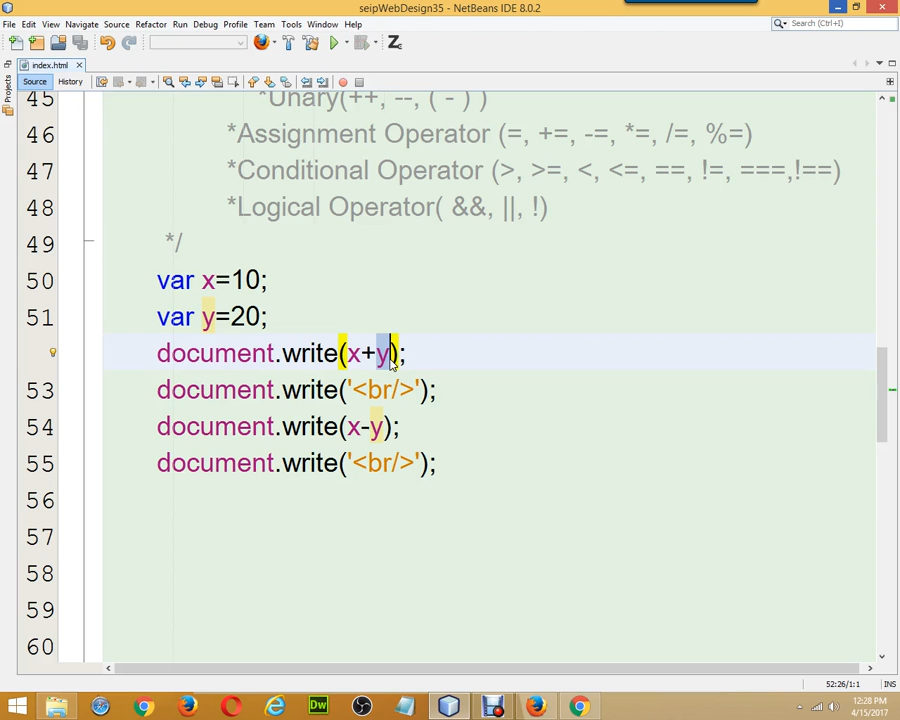 seipWebDesign35 - NetBeans IDE 8.0.2
File Edit View Navigate Source Refactor Run Debug Profile Team Tools Window Help
Search (Ctrl+I)
index.html
Source History
Projects
45 *Unary(++, --, ( - ) )
46 *Assignment Operator (=, +=, -=, *=, /=, %=)
47 *Conditional Operator (>, >=, <, <=, ==, !=, ===,!==)
48 *Logical Operator( &&, ||, !)
49 */
50 var x=10;
51 var y=20;
document.write(x+y);
53 document.write('<br/>');
54 document.write(x-y);
55 document.write('<br/>');
56
57
58
59
60
52:26/1:1 INS
Dw
12:28 PM
4/15/2017